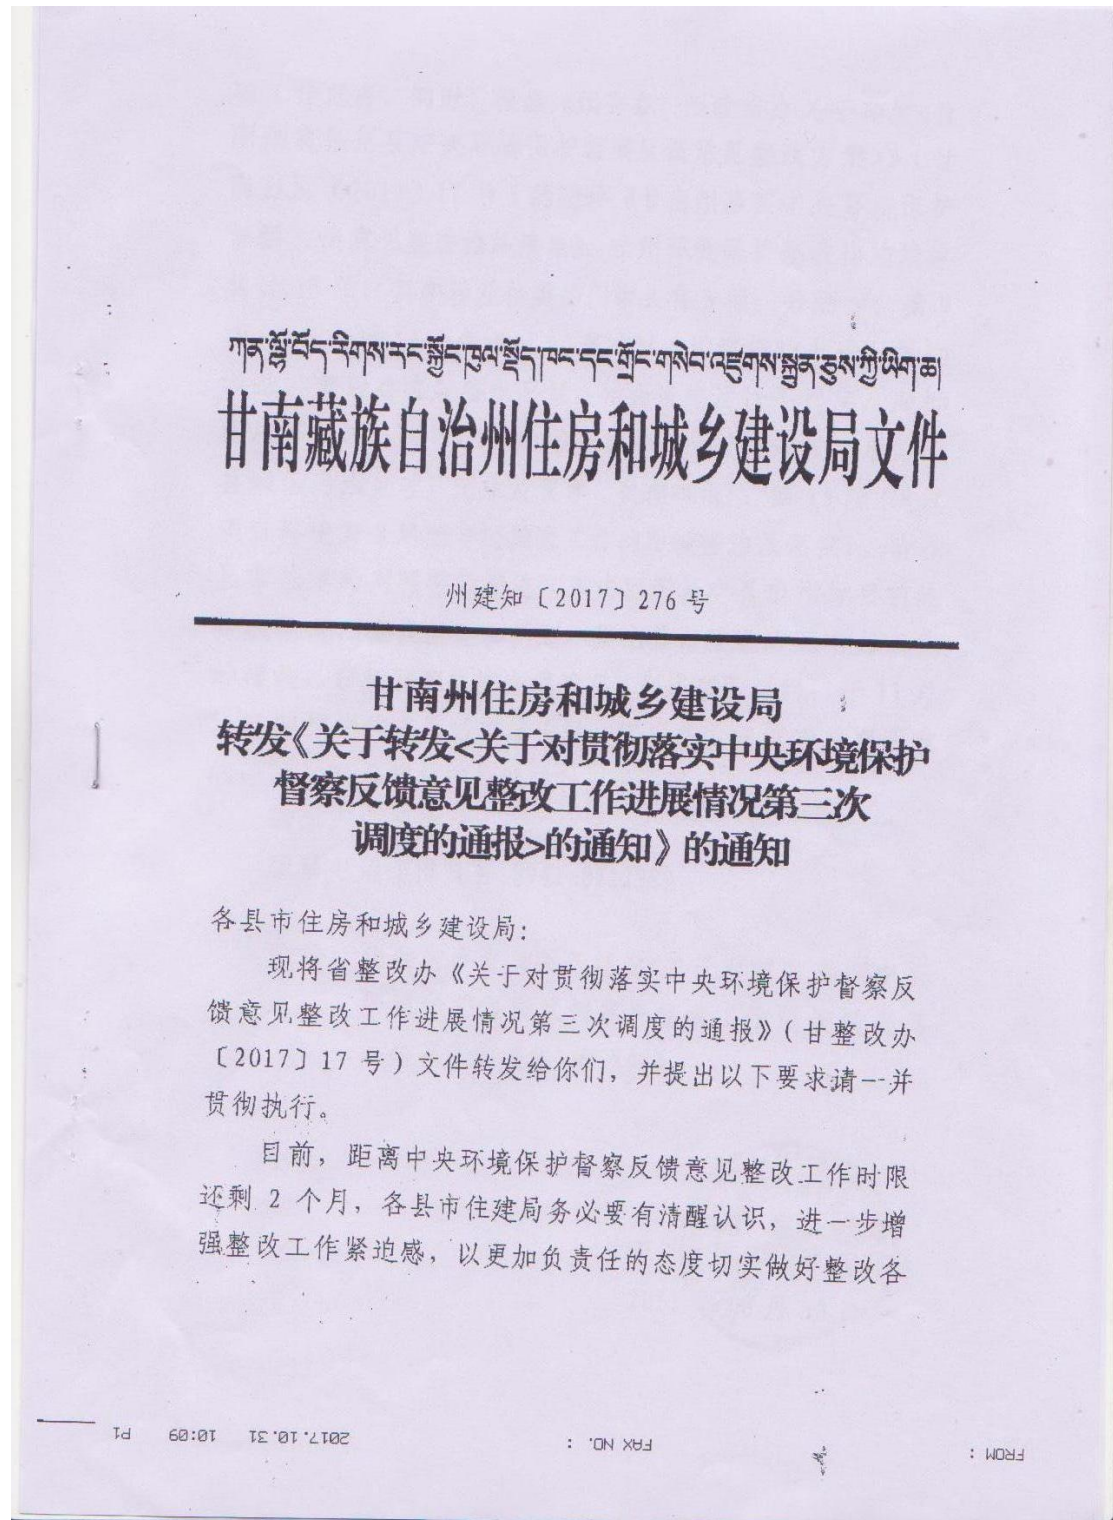 ཀན་ལྷོ་བོད་རིགས་རང་སྐྱོང་ཁུལ་སྡོད་ཁང་དང་གྲོང་གསེབ་འཛུགས་སྐྲུན་ཅུས་ཀྱི་ཡིག་ཆ།
甘南藏族自治州住房和城乡建设局文件
州建知〔2017〕276号
甘南州住房和城乡建设局
转发《关于转发<关于对贯彻落实中央环境保护
督察反馈意见整改工作进展情况第三次
调度的通报>的通知》的通知
各县市住房和城乡建设局:
现将省整改办《关于对贯彻落实中央环境保护督察反
馈意见整改工作进展情况第三次调度的通报》(甘整改办
〔2017〕17号)文件转发给你们,并提出以下要求请一并
贯彻执行。
目前,距离中央环境保护督察反馈意见整改工作时限
还剩 2 个月,各县市住建局务必要有清醒认识,进一步增
强整改工作紧迫感,以更加负责任的态度切实做好整改各
FROM : FAX NO. : 2017.10.31 10:09 P1